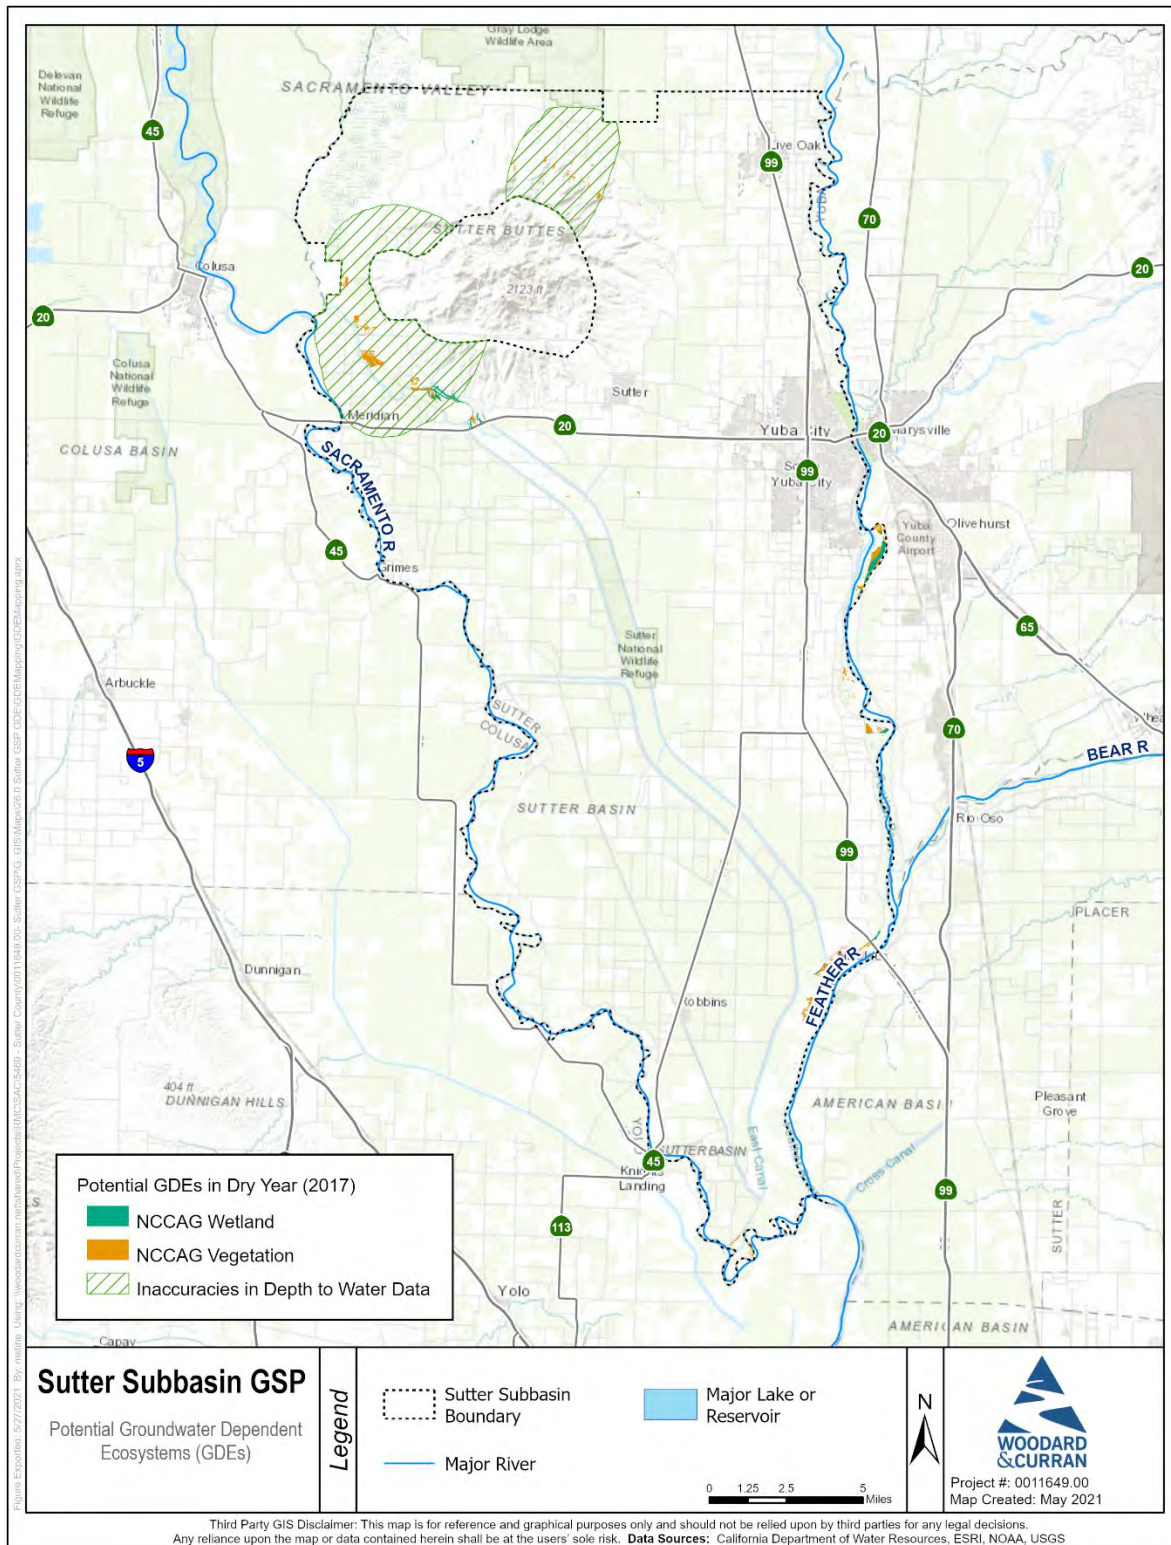 Gray Lodge
Wildlife Area
Delevan
National
Wildlife
Refuge
SACRAMENTO VALLEY
45
99
Live Oak
YUBA
70
SUTTER BUTTES
Colusa
20
20
2123 ft
Colusa
National
Wildlife
Refuge
Sutter
Meridian
20
Yuba City
20
Marysville
COLUSA BASIN
SACRAMENTO R
99
Yuba City
Yuba
County
Airport
Olivehurst
45
Grimes
65
Sutter
National
Wildlife
Refuge
Arbuckle
SUTTER
COLUSA
70
5
BEAR R
SUTTER BASIN
Rio Oso
99
PLACER
Dunnigan
FEATHER R
Robbins
404 ft
DUNNIGAN HILLS
AMERICAN BASIN
Pleasant
Grove
YOLO
SUTTER BASIN
East Canal
Cross Canal
45
Knights
Landing
99
113
SUTTER
Yolo
AMERICAN BASIN
Capay
Potential GDEs in Dry Year (2017)
NCCAG Wetland
NCCAG Vegetation
Inaccuracies in Depth to Water Data
Sutter Subbasin GSP
Potential Groundwater Dependent
Ecosystems (GDEs)
Legend
Sutter Subbasin
Boundary
Major River
Major Lake or
Reservoir
0 1.25 2.5 5
Miles
N
WOODARD
&CURRAN
Project #: 0011649.00
Map Created: May 2021
Third Party GIS Disclaimer: This map is for reference and graphical purposes only and should not be relied upon by third parties for any legal decisions.
Any reliance upon the map or data contained herein shall be at the users' sole risk. Data Sources: California Department of Water Resources, ESRI, NOAA, USGS